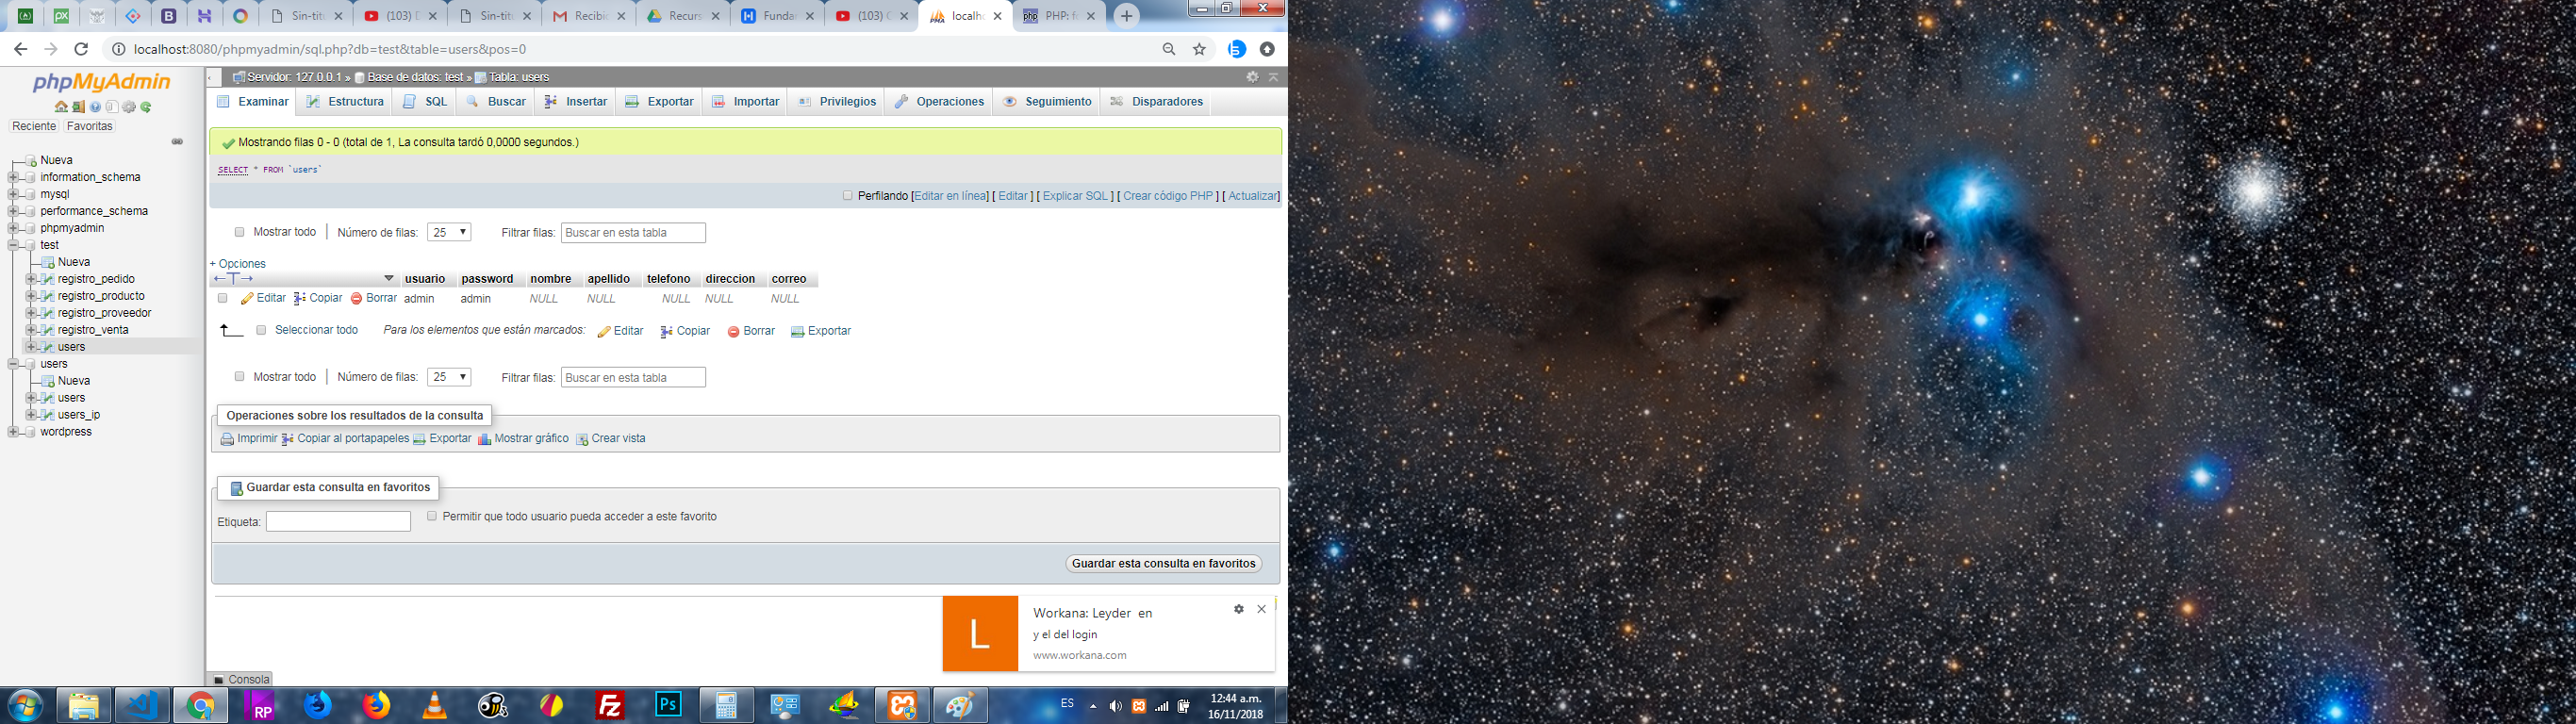 Sin-titu
(103) D
Sin-titu
Recibid
Recurs
Fundar
(103) C
localho
PHP: fo
localhost:8080/phpmyadmin/sql.php?db=test&table=users&pos=0
phpMyAdmin
Reciente Favoritas
Nueva
information_schema
mysql
performance_schema
phpmyadmin
test
Nueva
registro_pedido
registro_producto
registro_proveedor
registro_venta
users
users
Nueva
users
users_ip
wordpress
Servidor: 127.0.0.1 » Base de datos: test » Tabla: users
Examinar Estructura SQL Buscar Insertar Exportar Importar Privilegios Operaciones Seguimiento Disparadores
Mostrando filas 0 - 0 (total de 1, La consulta tardó 0,0000 segundos.)
SELECT * FROM `users`
Perfilando [Editar en línea] [ Editar ] [ Explicar SQL ] [ Crear código PHP ] [ Actualizar]
Mostrar todo | Número de filas: 25 Filtrar filas: Buscar en esta tabla
+ Opciones
←T→ usuario password nombre apellido telefono direccion correo
Editar Copiar Borrar admin admin NULL NULL NULL NULL NULL
Seleccionar todo Para los elementos que están marcados: Editar Copiar Borrar Exportar
Mostrar todo | Número de filas: 25 Filtrar filas: Buscar en esta tabla
Operaciones sobre los resultados de la consulta
Imprimir Copiar al portapapeles Exportar Mostrar gráfico Crear vista
Guardar esta consulta en favoritos
Etiqueta: Permitir que todo usuario pueda acceder a este favorito
Guardar esta consulta en favoritos
Workana: Leyder en
L
y el del login
www.workana.com
Consola
RP
Fz
Ps
ES
12:44 a.m.
16/11/2018